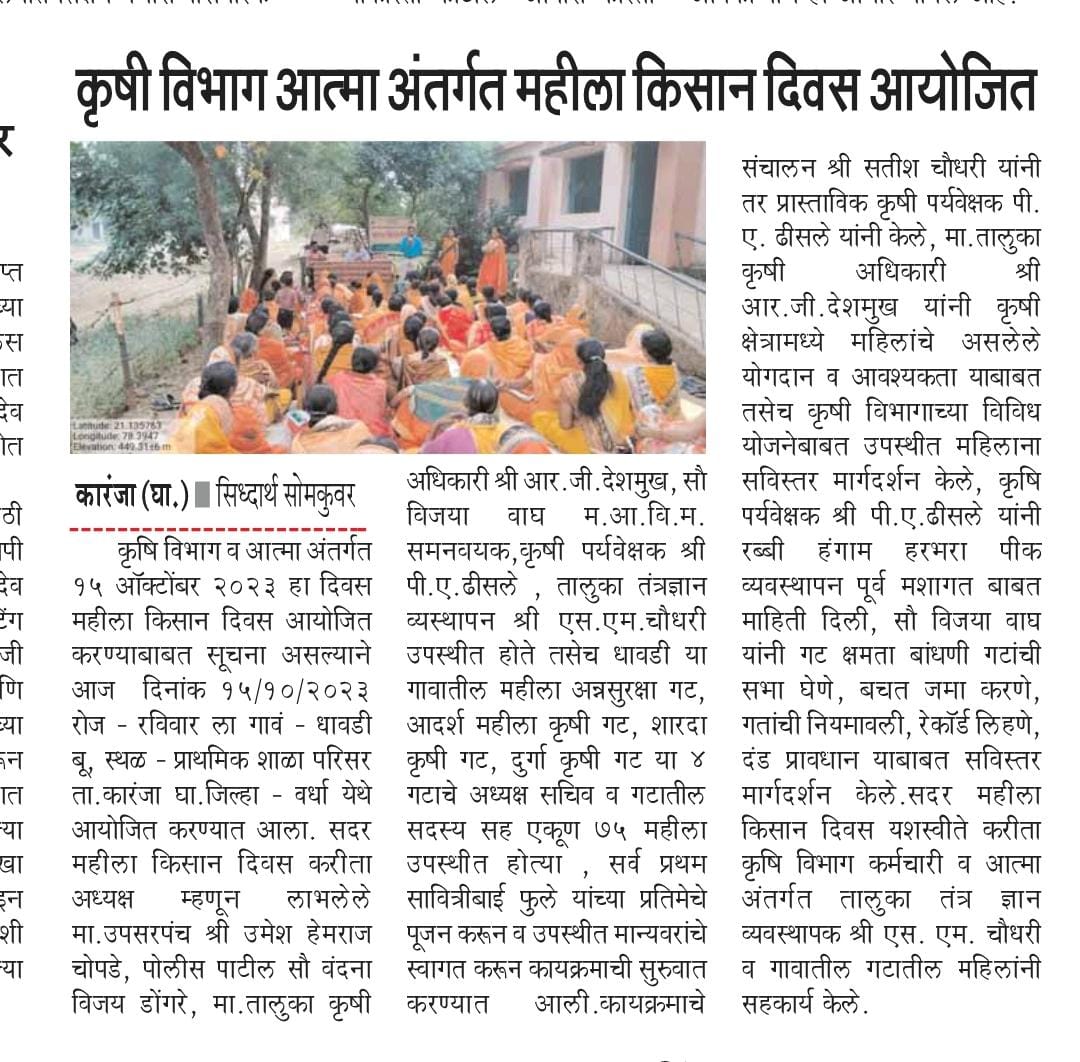 कृषी विभाग आत्मा अंतर्गत महीला किसान दिवस आयोजित
Latitude: 21.135763
Longitude: 78.3947
Elevation: 449.31±6 m
कारंजा (घा.) ■ सिध्दार्थ सोमकुवर
कृषि विभाग व आत्मा अंतर्गत
१५ ऑक्टोंबर २०२३ हा दिवस
महीला किसान दिवस आयोजित
करण्याबाबत सूचना असल्याने
आज दिनांक १५/१०/२०२३
रोज - रविवार ला गावं - धावडी
बू, स्थळ - प्राथमिक शाळा परिसर
ता.कारंजा घा.जिल्हा - वर्धा येथे
आयोजित करण्यात आला. सदर
महीला किसान दिवस करीता
अध्यक्ष म्हणून लाभलेले
मा.उपसरपंच श्री उमेश हेमराज
चोपडे, पोलीस पाटील सौ वंदना
विजय डोंगरे, मा.तालुका कृषी
अधिकारी श्री आर.जी.देशमुख, सौ
विजया वाघ म.आ.वि.म.
समनवयक,कृषी पर्यवेक्षक श्री
पी.ए.ढीसले , तालुका तंत्रज्ञान
व्यस्थापन श्री एस.एम.चौधरी
उपस्थीत होते तसेच धावडी या
गावातील महीला अन्नसुरक्षा गट,
आदर्श महीला कृषी गट, शारदा
कृषी गट, दुर्गा कृषी गट या ४
गटाचे अध्यक्ष सचिव व गटातील
सदस्य सह एकूण ७५ महीला
उपस्थीत होत्या , सर्व प्रथम
सावित्रीबाई फुले यांच्या प्रतिमेचे
पूजन करून व उपस्थीत मान्यवरांचे
स्वागत करून कायक्रमाची सुरुवात
करण्यात आली.कायक्रमाचे
संचालन श्री सतीश चौधरी यांनी
तर प्रास्ताविक कृषी पर्यवेक्षक पी.
ए. ढीसले यांनी केले, मा.तालुका
कृषी अधिकारी श्री
आर.जी.देशमुख यांनी कृषी
क्षेत्रामध्ये महिलांचे असलेले
योगदान व आवश्यकता याबाबत
तसेच कृषी विभागाच्या विविध
योजनेबाबत उपस्थीत महिलाना
सविस्तर मार्गदर्शन केले, कृषि
पर्यवेक्षक श्री पी.ए.ढीसले यांनी
रब्बी हंगाम हरभरा पीक
व्यवस्थापन पूर्व मशागत बाबत
माहिती दिली, सौ विजया वाघ
यांनी गट क्षमता बांधणी गटांची
सभा घेणे, बचत जमा करणे,
गतांची नियमावली, रेकॉर्ड लिहणे,
दंड प्रावधान याबाबत सविस्तर
मार्गदर्शन केले.सदर महीला
किसान दिवस यशस्वीते करीता
कृषि विभाग कर्मचारी व आत्मा
अंतर्गत तालुका तंत्र ज्ञान
व्यवस्थापक श्री एस. एम. चौधरी
व गावातील गटातील महिलांनी
सहकार्य केले.